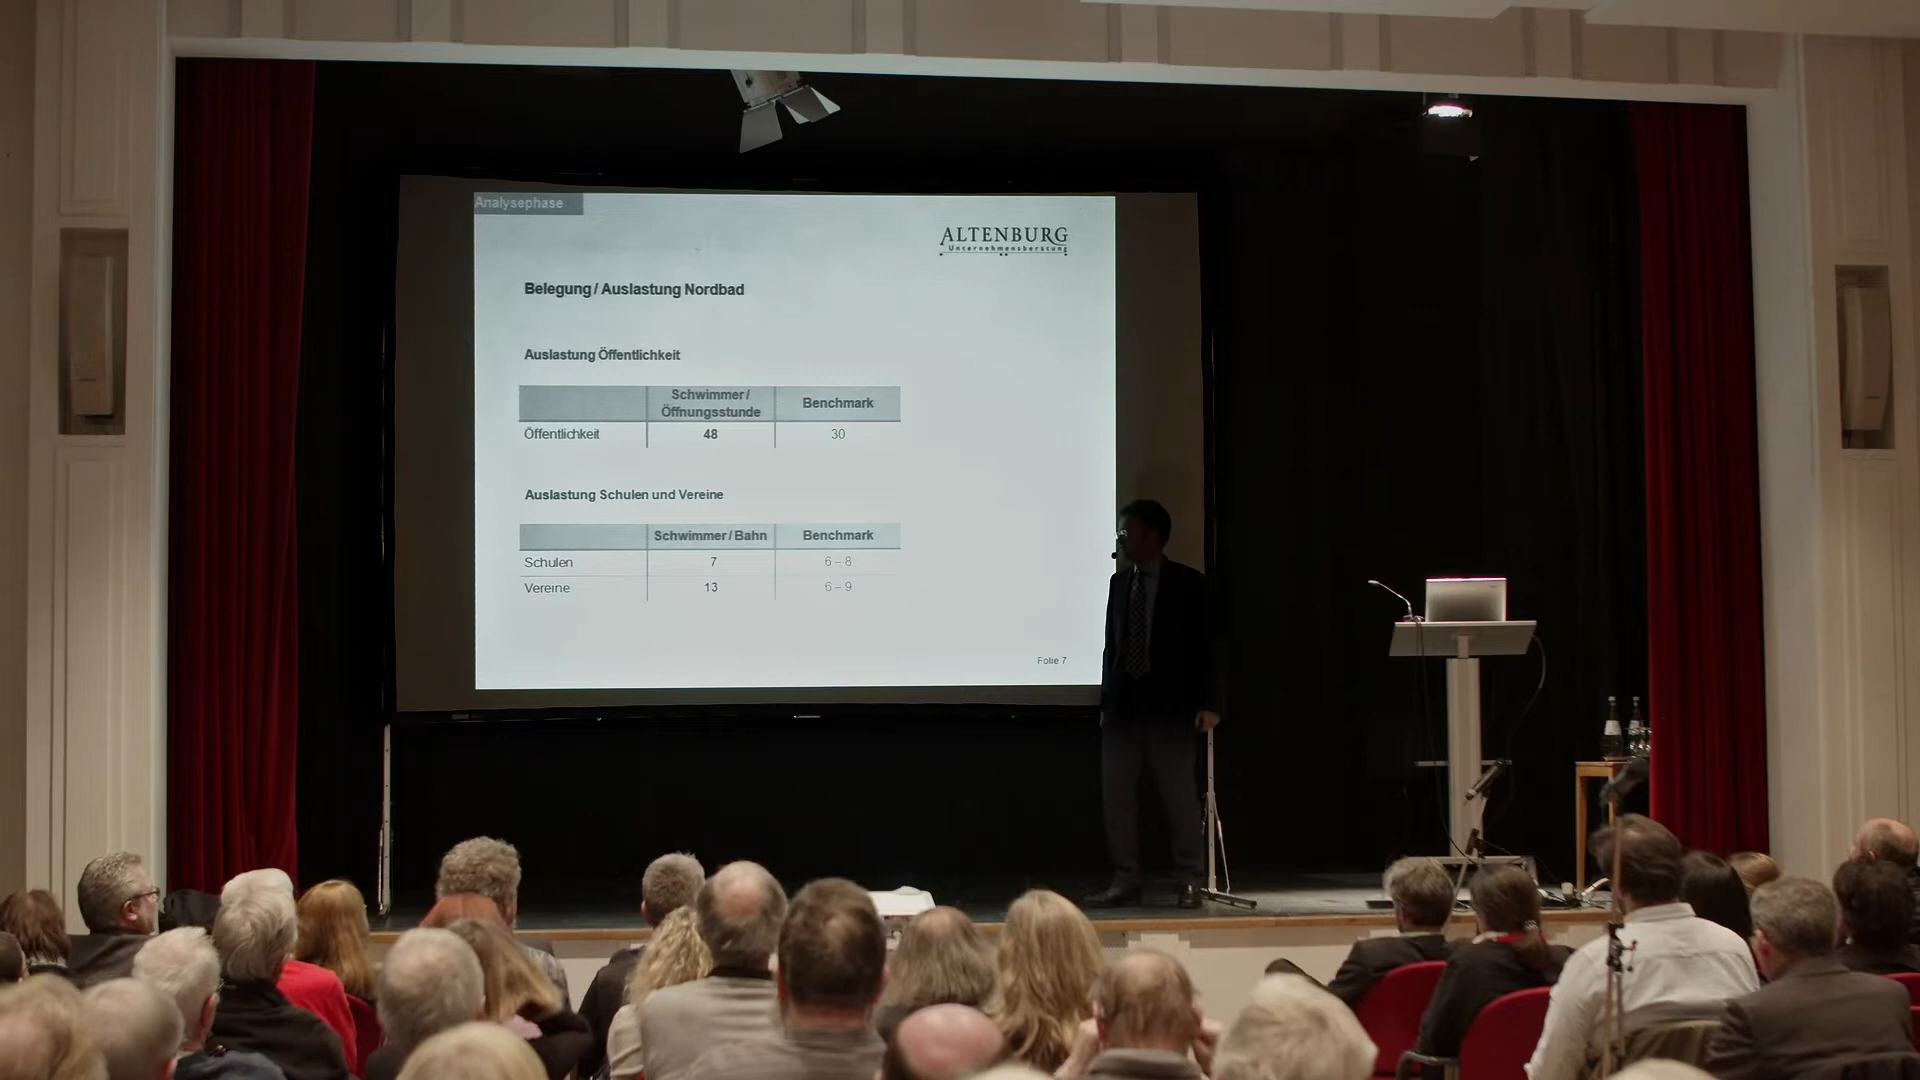 Analysephase
ALTENBURG
Unternehmensberatung
Belegung / Auslastung Nordbad
Auslastung Öffentlichkeit
Schwimmer / Öffnungsstunde Benchmark
Öffentlichkeit 48 30
Auslastung Schulen und Vereine
Schwimmer / Bahn Benchmark
Schulen 7 6 – 8
Vereine 13 6 – 9
Folie 7